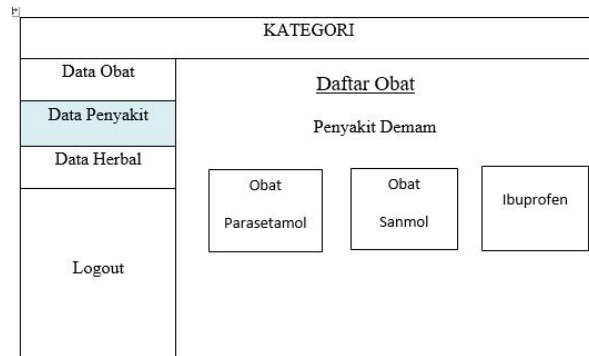 KATEGORI
Data Obat
Data Penyakit
Data Herbal
Logout
Daftar Obat
Penyakit Demam
Obat
Parasetamol
Obat
Sanmol
Ibuprofen